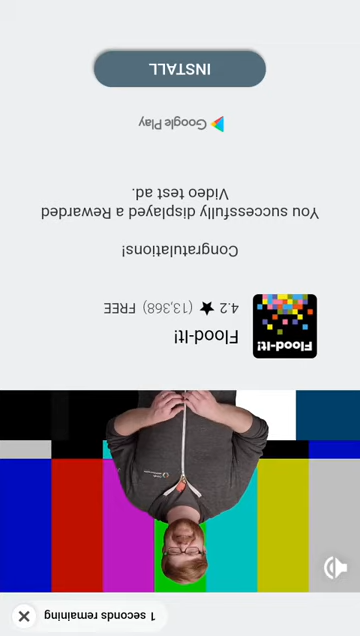 1 seconds remaining
Flood-It!
Flood-It!
4.2 ★ (13,368) FREE
Congratulations!
You successfully displayed a Rewarded
Video test ad.
Google Play
INSTALL